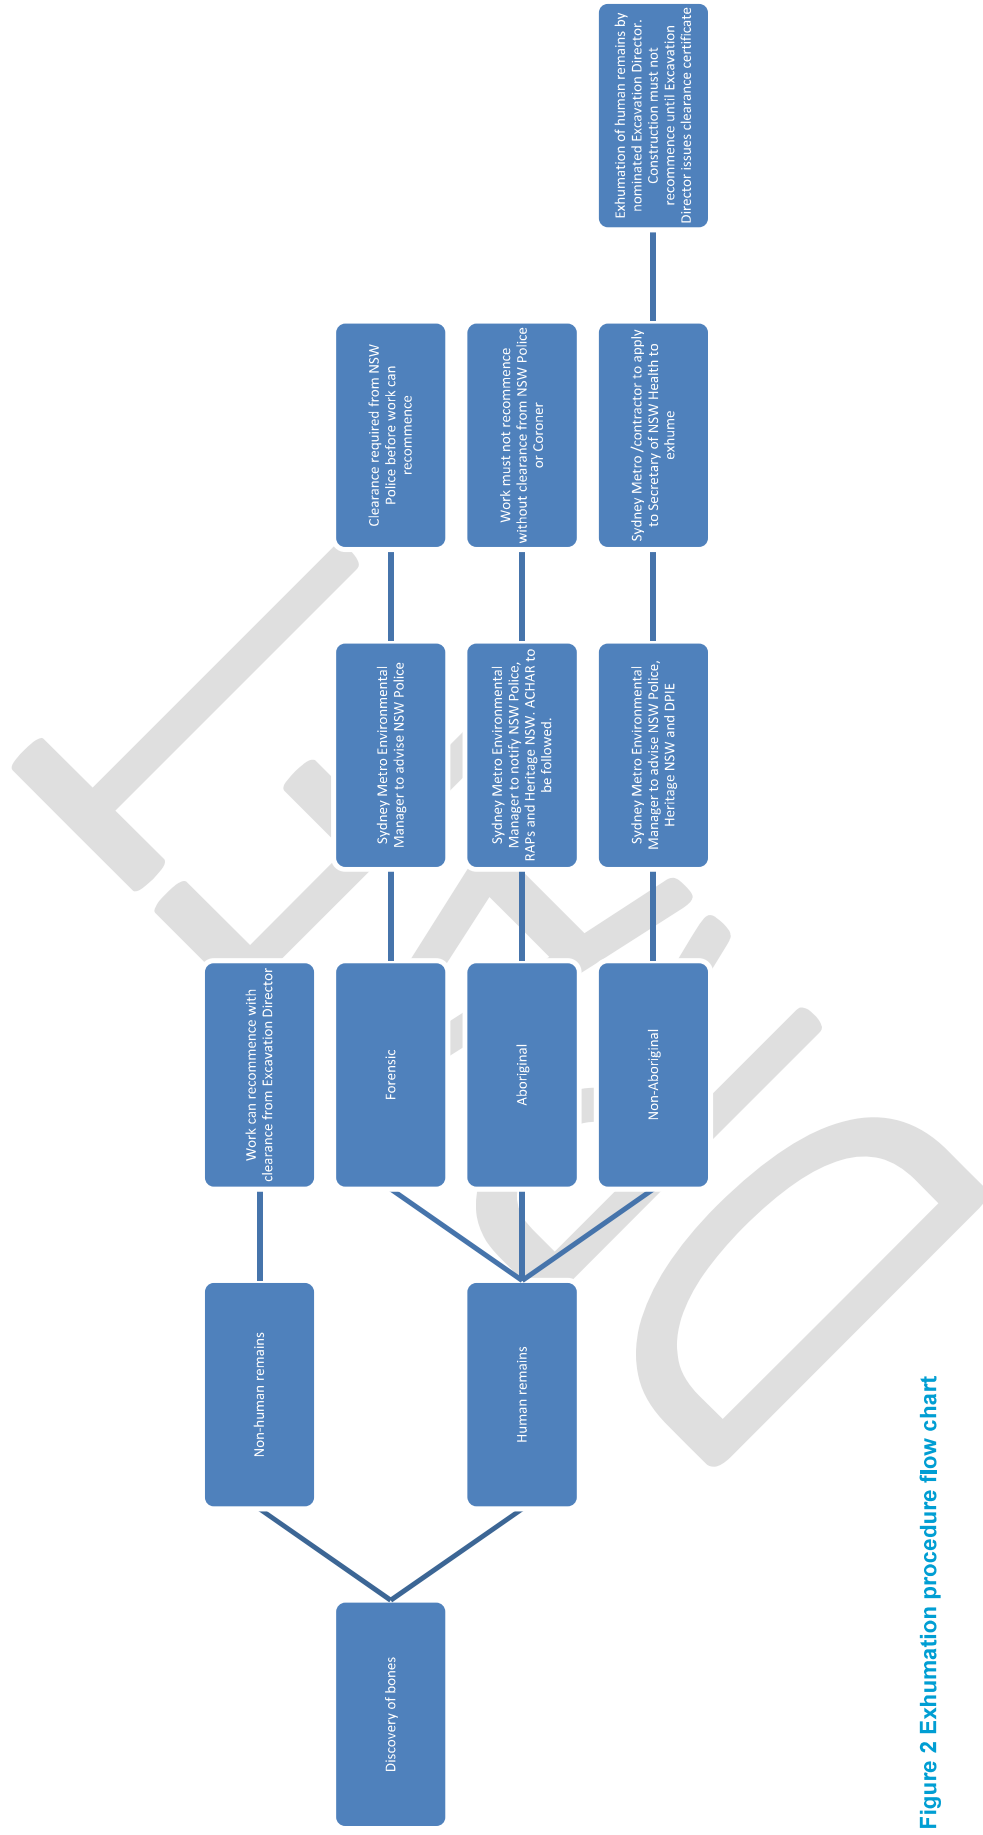 Discovery of bones
Non-human remains
Work can recommence with
clearance from Excavation Director
Human remains
Forensic
Sydney Metro Environmental
Manager to advise NSW Police
Clearance required from NSW
Police before work can
recommence
Aboriginal
Sydney Metro Environmental
Manager to notify NSW Police,
RAPs and Heritage NSW. ACHAR to
be followed.
Work must not recommence
without clearance from NSW Police
or Coroner
Non-Aboriginal
Sydney Metro Environmental
Manager to advise NSW Police,
Heritage NSW and DPIE
Sydney Metro /contractor to apply
to Secretary of NSW Health to
exhume
Exhumation of human remains by
nominated Excavation Director.
Construction must not
recommence until Excavation
Director issues clearance certificate
Figure 2 Exhumation procedure flow chart